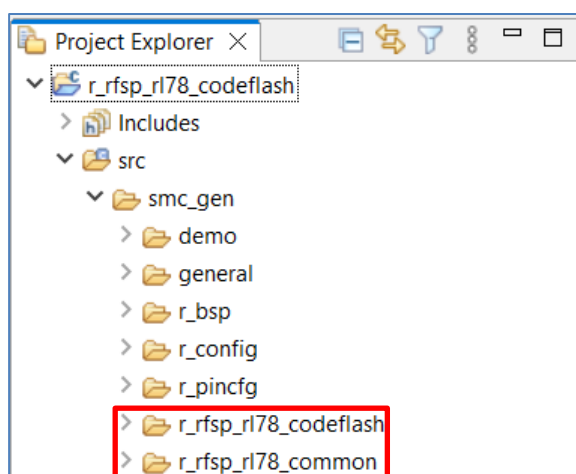 Project Explorer
r_rfsp_rl78_codeflash
Includes
src
smc_gen
demo
general
r_bsp
r_config
r_pincfg
r_rfsp_rl78_codeflash
r_rfsp_rl78_common